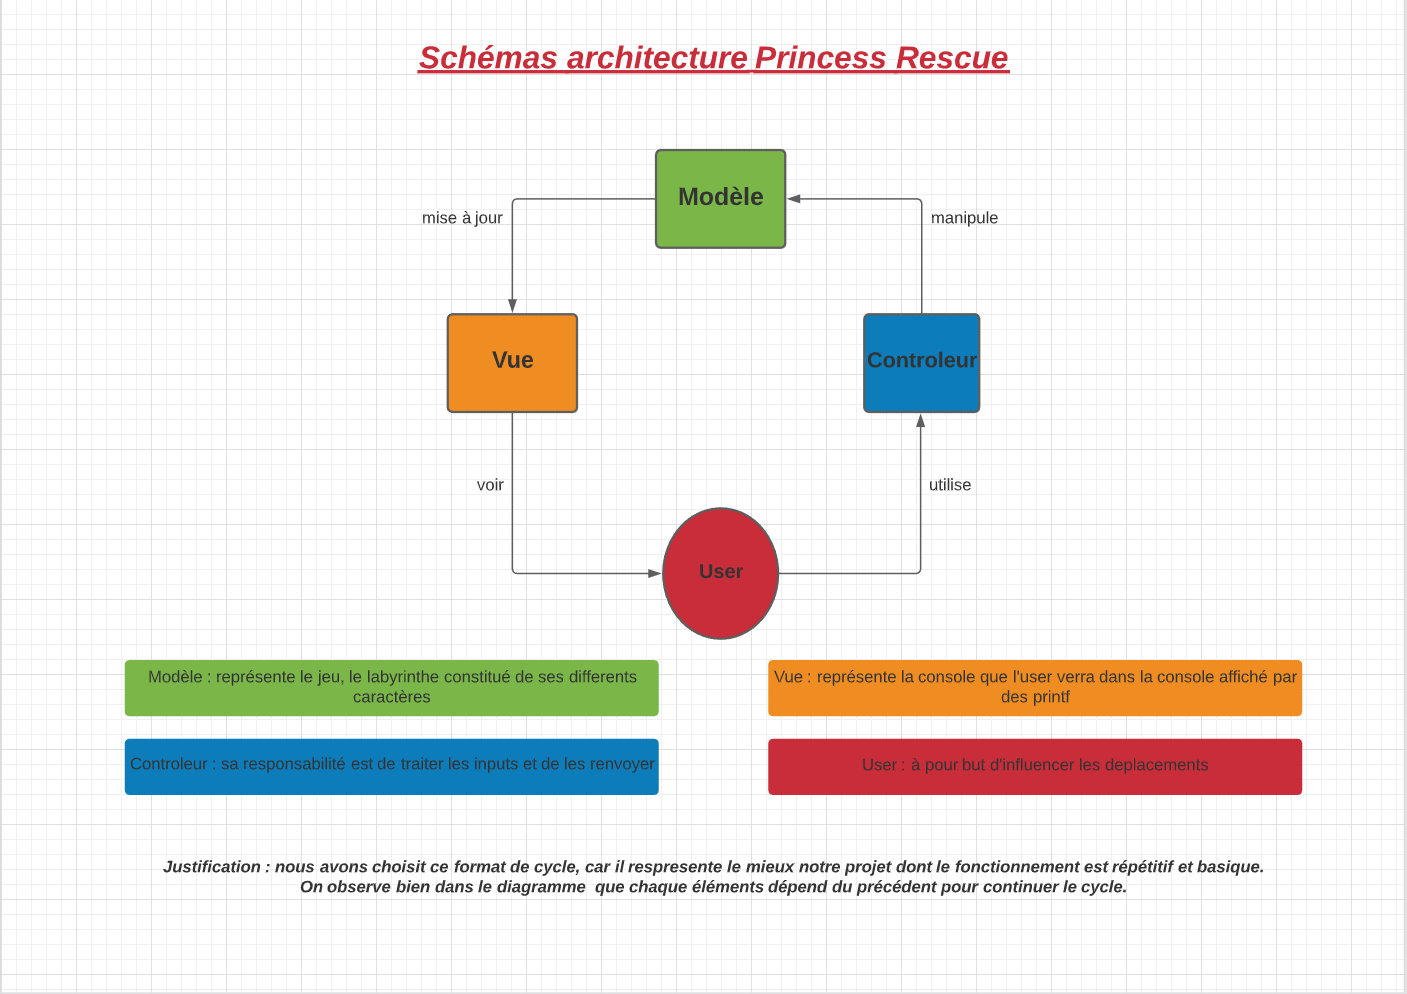 Schémas architecture Princess Rescue
Modèle
mise à jour
manipule
Vue
Controleur
voir
utilise
User
Modèle : représente le jeu, le labyrinthe constitué de ses differents
caractères
Vue : représente la console que l'user verra dans la console affiché par
des printf
Controleur : sa responsabilité est de traiter les inputs et de les renvoyer
User : à pour but d'influencer les deplacements
Justification : nous avons choisit ce format de cycle, car il respresente le mieux notre projet dont le fonctionnement est répétitif et basique.
On observe bien dans le diagramme  que chaque éléments dépend du précédent pour continuer le cycle.